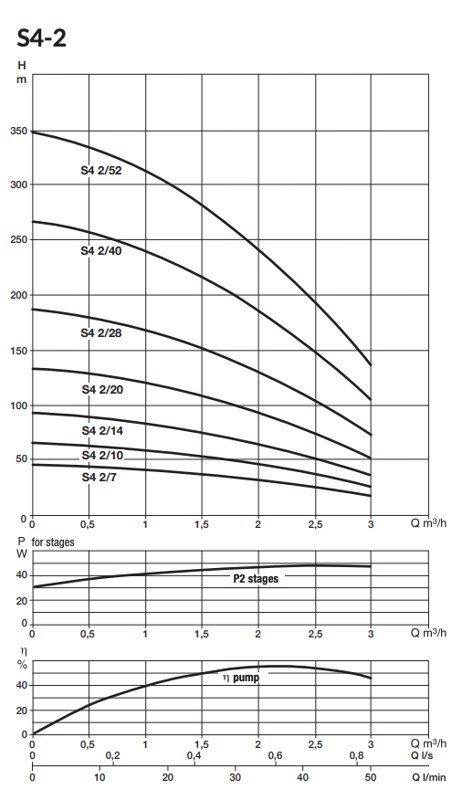 S4-2
H
m
350
S4 2/52
300
250
S4 2/40
200
S4 2/28
150
S4 2/20
100
S4 2/14
S4 2/10
50
S4 2/7
0
0 0,5 1 1,5 2 2,5 3 Q m³/h
P for stages
W
40
P2 stages
20
0
0 0,5 1 1,5 2 2,5 3 Q m³/h
η
%
η pump
40
20
0
0 0,5 1 1,5 2 2,5 3 Q m³/h
0 0,2 0,4 0,6 0,8 Q l/s
0 10 20 30 40 50 Q l/min